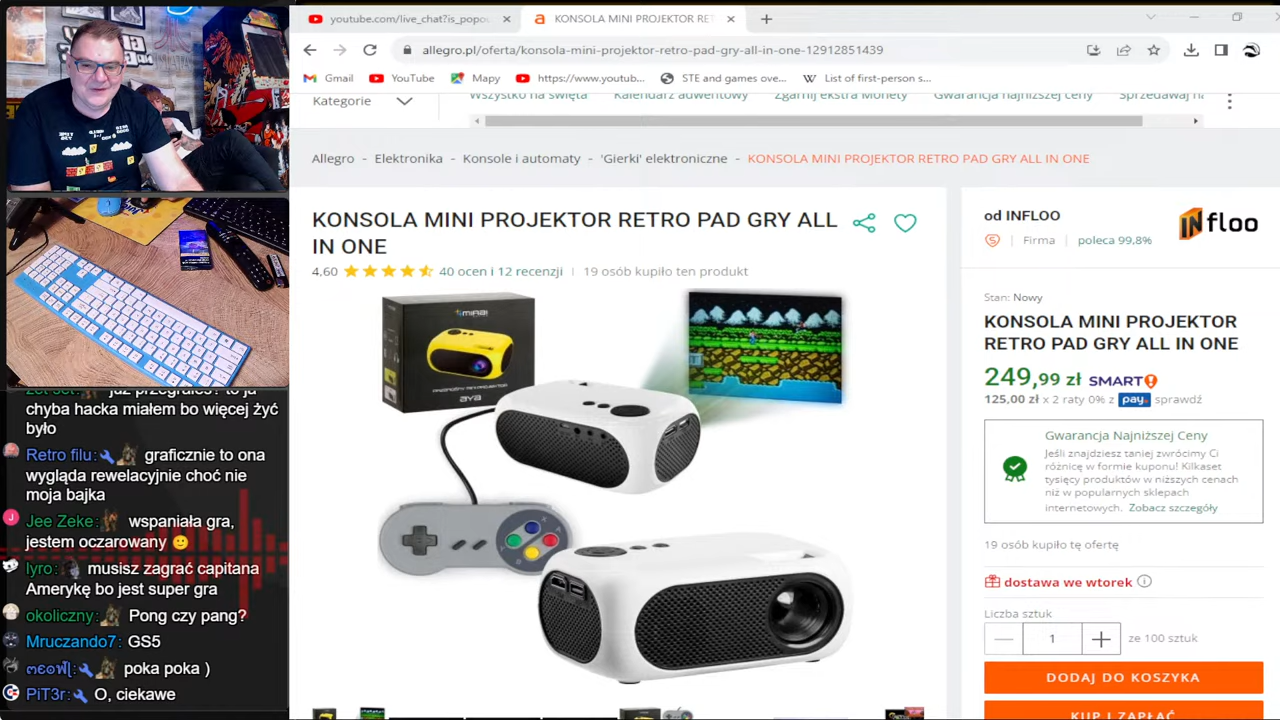 youtube.com/live_chat?is_popou
KONSOLA MINI PROJEKTOR RET
allegro.pl/oferta/konsola-mini-projektor-retro-pad-gry-all-in-one-12912851439
Gmail
YouTube
Mapy
https://www.youtub...
STE and games ove...
List of first-person s...
Kategorie
Wszystko na święta
Kalendarz adwentowy
Zgarnij ekstra Monety
Gwarancja najniższej ceny
Sprzedawaj na
Allegro - Elektronika - Konsole i automaty - 'Gierki' elektroniczne - KONSOLA MINI PROJEKTOR RETRO PAD GRY ALL IN ONE
KONSOLA MINI PROJEKTOR RETRO PAD GRY ALL
IN ONE
4,60
40 ocen i 12 recenzji
19 osób kupiło ten produkt
MIRAI
AYA
od INFLOO
Firma
poleca 99,8%
INfloo
Stan: Nowy
KONSOLA MINI PROJEKTOR
RETRO PAD GRY ALL IN ONE
249,99 zł SMART!
125,00 zł x 2 raty 0% z pay. sprawdź
Gwarancja Najniższej Ceny
Jeśli znajdziesz taniej zwrócimy Ci
różnicę w formie kuponu! Kilkaset
tysięcy produktów w niższych cenach
niż w popularnych sklepach
internetowych. Zobacz szczegóły
19 osób kupiło tę ofertę
dostawa we wtorek
Liczba sztuk
1
ze 100 sztuk
DODAJ DO KOSZYKA
KUP I ZAPŁAĆ
już przegrałeś? to ja
chyba hacka miałem bo więcej żyć
było
Retro filu: graficznie to ona
wygląda rewelacyjnie choć nie
moja bajka
Jee Zeke: wspaniała gra,
jestem oczarowany
lyro: musisz zagrać capitana
Amerykę bo jest super gra
okoliczny: Pong czy pang?
Mruczando7: GS5
poka poka )
PiT3r: O, ciekawe